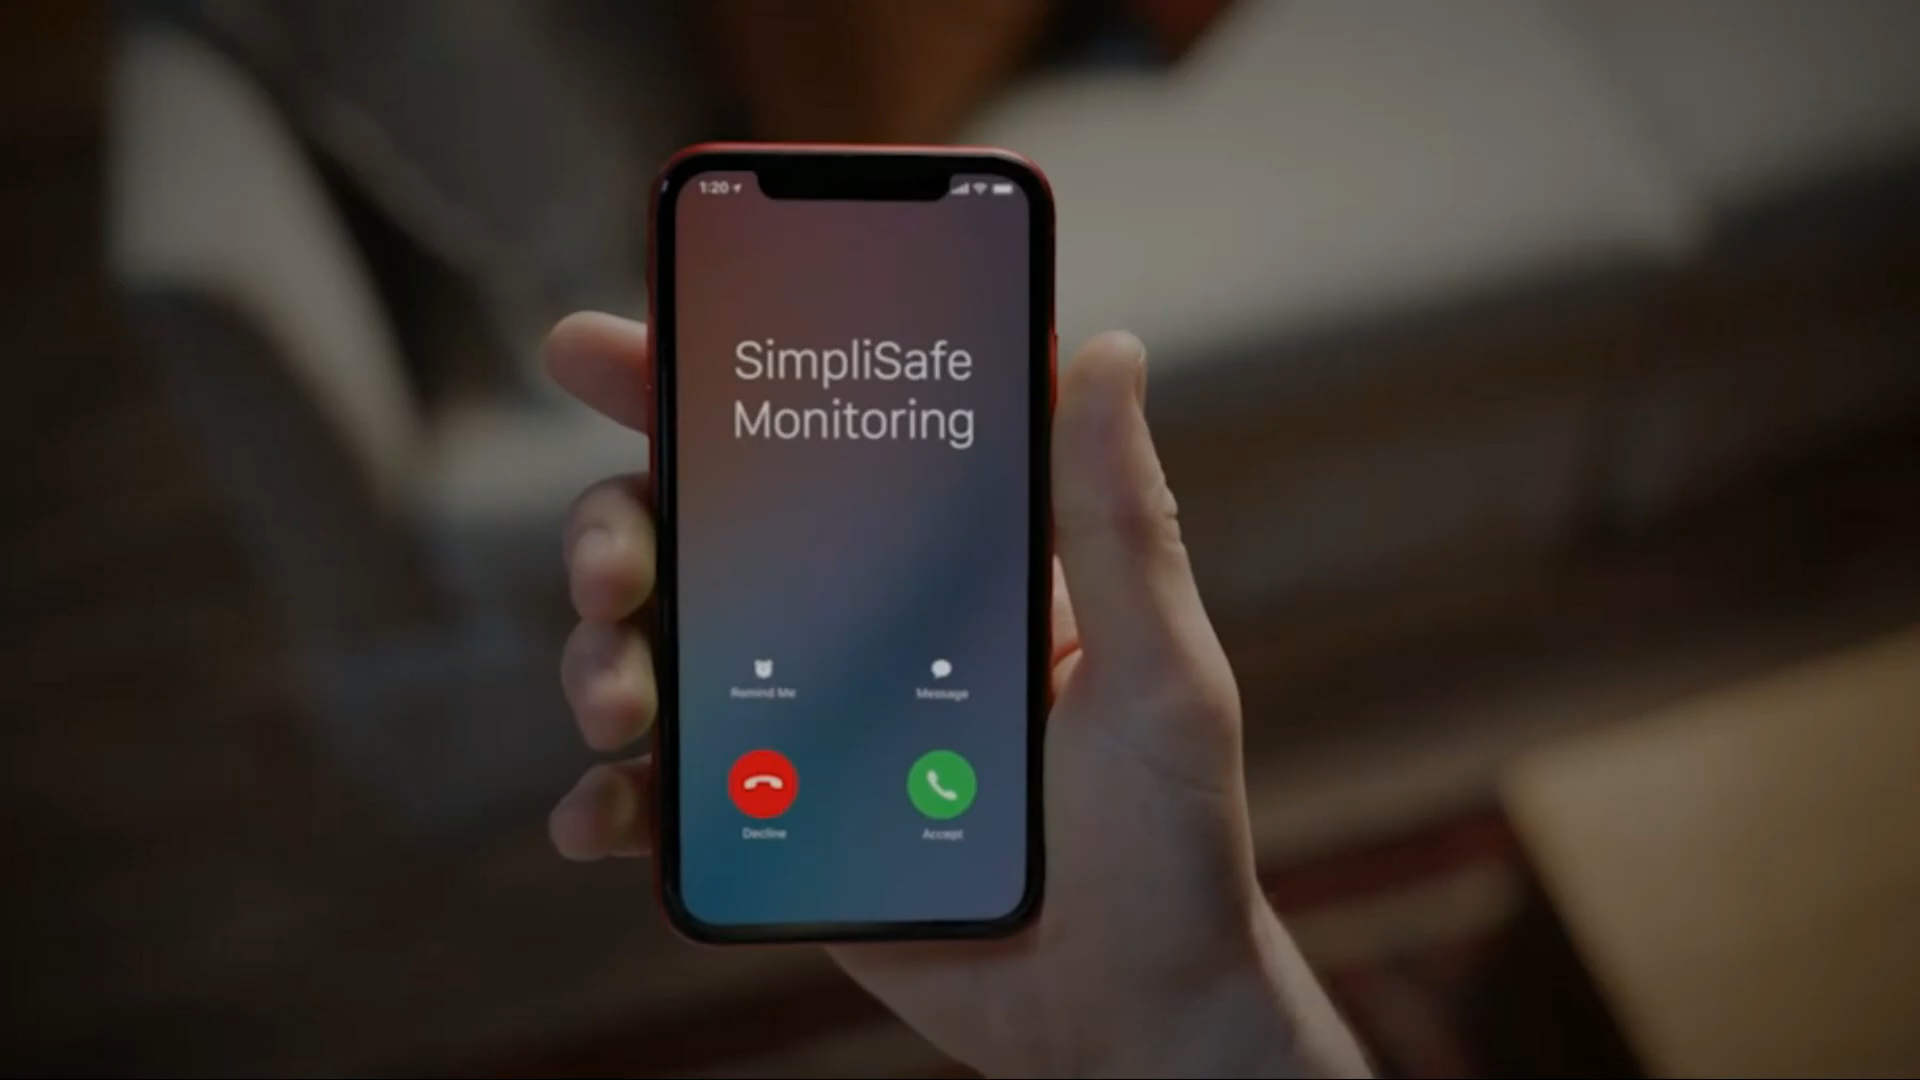 1:20
SimpliSafe
Monitoring
Remind Me
Message
Decline
Accept